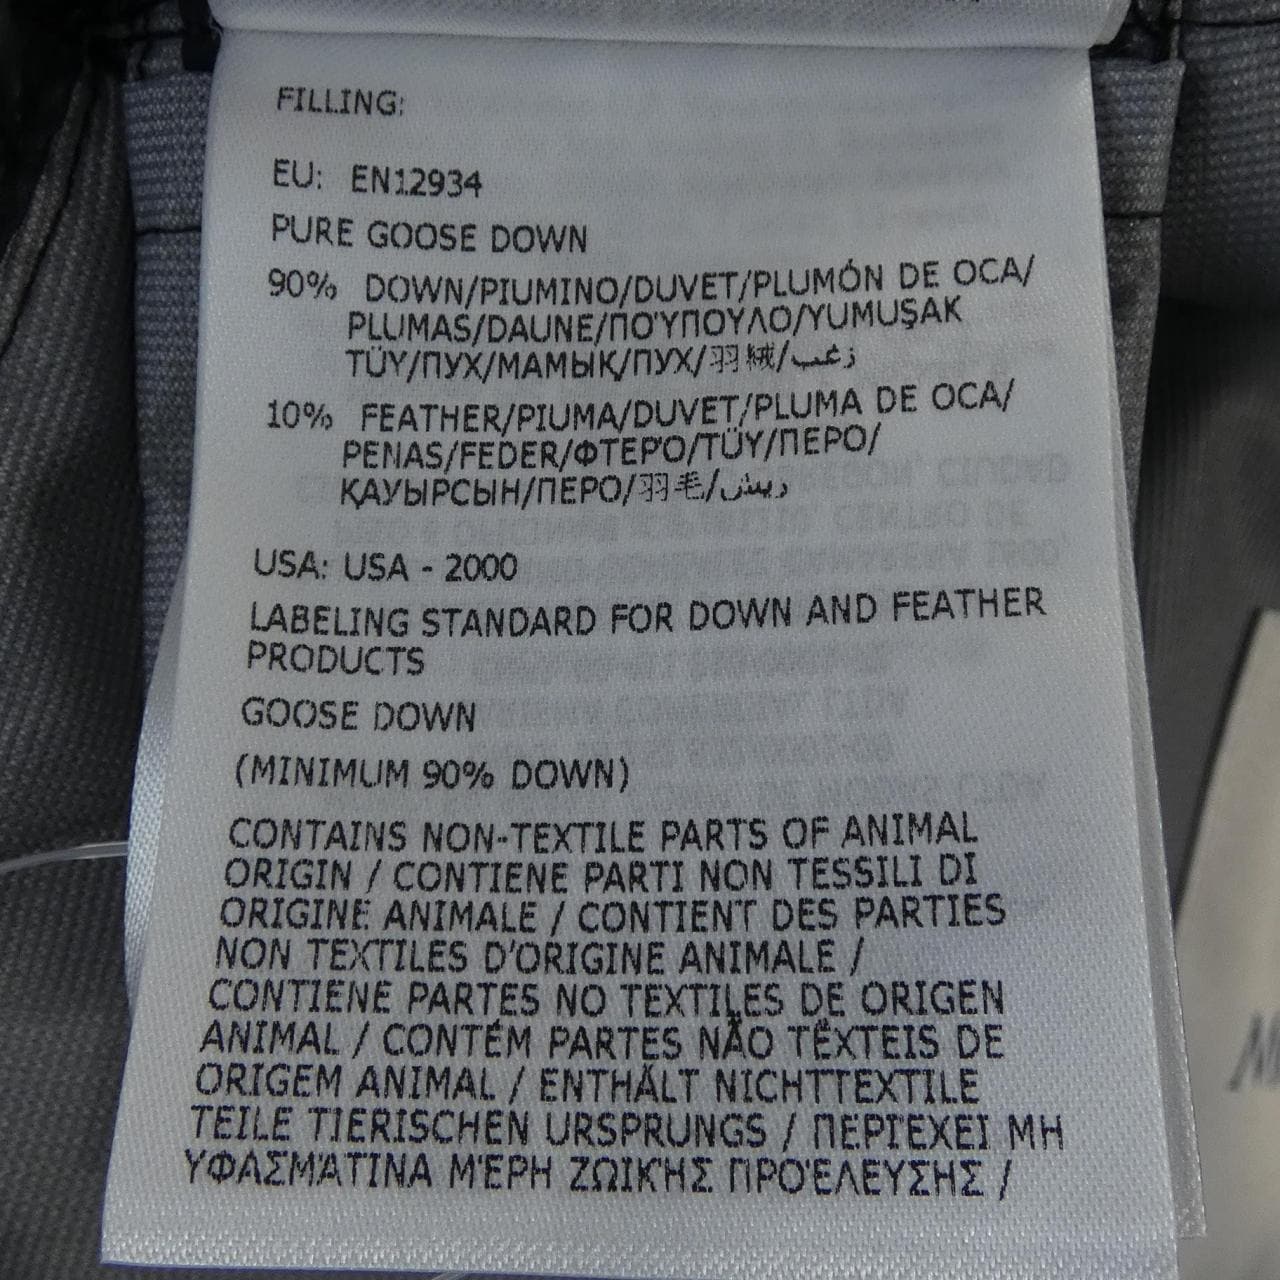 FILLING:
EU: EN12934
PURE GOOSE DOWN
90% DOWN/PIUMINO/DUVET/PLUMÓN DE OCA/
PLUMAS/DAUNE/ΠΟΎΠΟΥΛΟ/YUMUŞAK
TÜY/ПУХ/МАМЫҚ/ПУХ/羽絨/زغب
10% FEATHER/PIUMA/DUVET/PLUMA DE OCA/
PENAS/FEDER/ΦΤΕΡΌ/TÜY/ПЕРО/
ҚАУЫРСЫН/ПЕРО/羽毛/ريش
USA: USA - 2000
LABELING STANDARD FOR DOWN AND FEATHER
PRODUCTS
GOOSE DOWN
(MINIMUM 90% DOWN)
CONTAINS NON-TEXTILE PARTS OF ANIMAL
ORIGIN / CONTIENE PARTI NON TESSILI DI
ORIGINE ANIMALE / CONTIENT DES PARTIES
NON TEXTILES D'ORIGINE ANIMALE /
CONTIENE PARTES NO TEXTILES DE ORIGEN
ANIMAL / CONTÉM PARTES NÃO TÊXTEIS DE
ORIGEM ANIMAL / ENTHÄLT NICHTTEXTILE
TEILE TIERISCHEN URSPRUNGS / ΠΕΡΙΈΧΕΙ ΜΗ
ΥΦΑΣΜΆΤΙΝΑ ΜΈΡΗ ΖΩΙΚΉΣ ΠΡΟΈΛΕΥΣΗΣ /